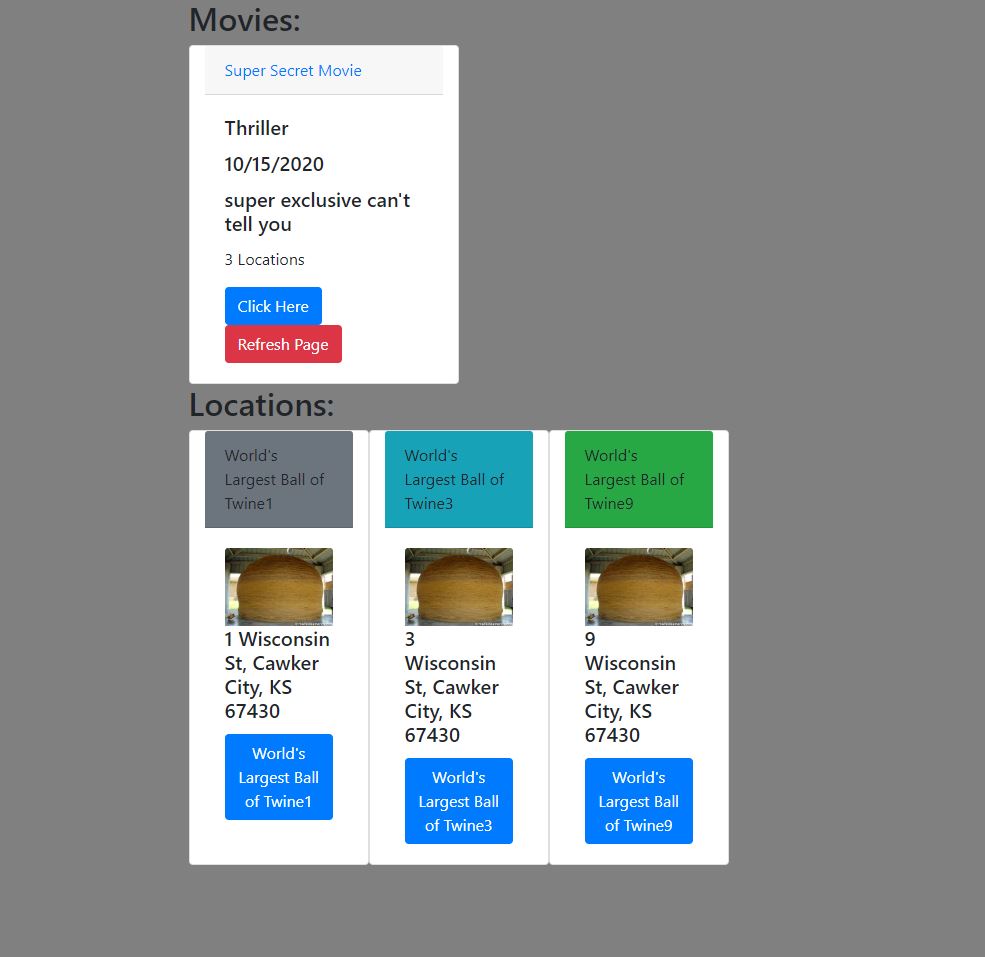 Movies:
Super Secret Movie
Thriller
10/15/2020
super exclusive can't
tell you
3 Locations
Click Here
Refresh Page
Locations:
World's
Largest Ball of
Twine1
1 Wisconsin
St, Cawker
City, KS
67430
World's
Largest Ball
of Twine1
World's
Largest Ball of
Twine3
3
Wisconsin
St, Cawker
City, KS
67430
World's
Largest Ball
of Twine3
World's
Largest Ball of
Twine9
9
Wisconsin
St, Cawker
City, KS
67430
World's
Largest Ball
of Twine9